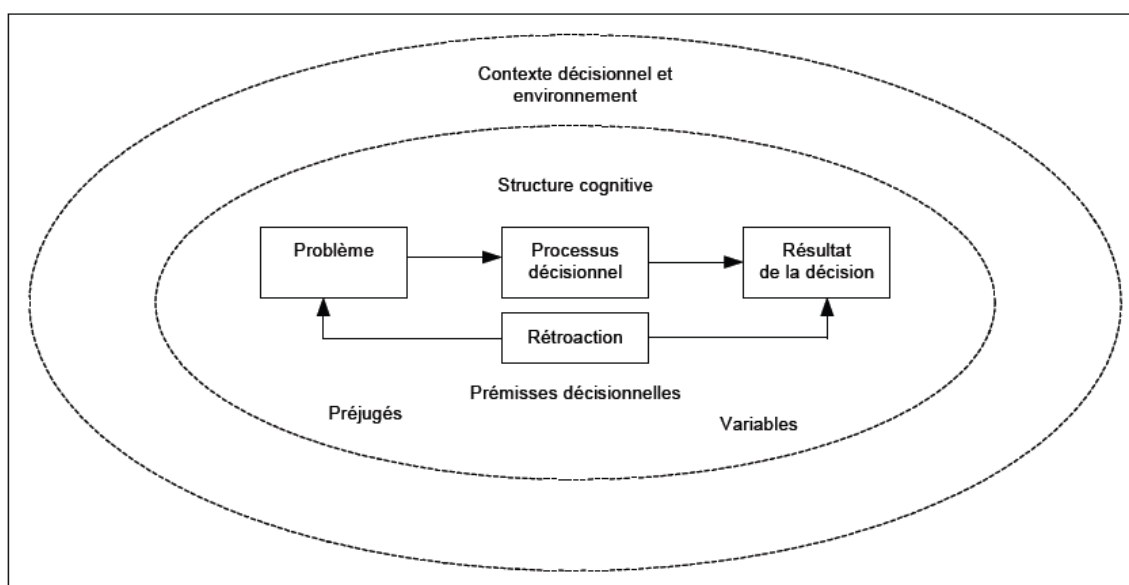 Contexte décisionnel et
environnement
Structure cognitive
Problème
Processus
décisionnel
Résultat
de la décision
Rétroaction
Prémisses décisionnelles
Préjugés
Variables